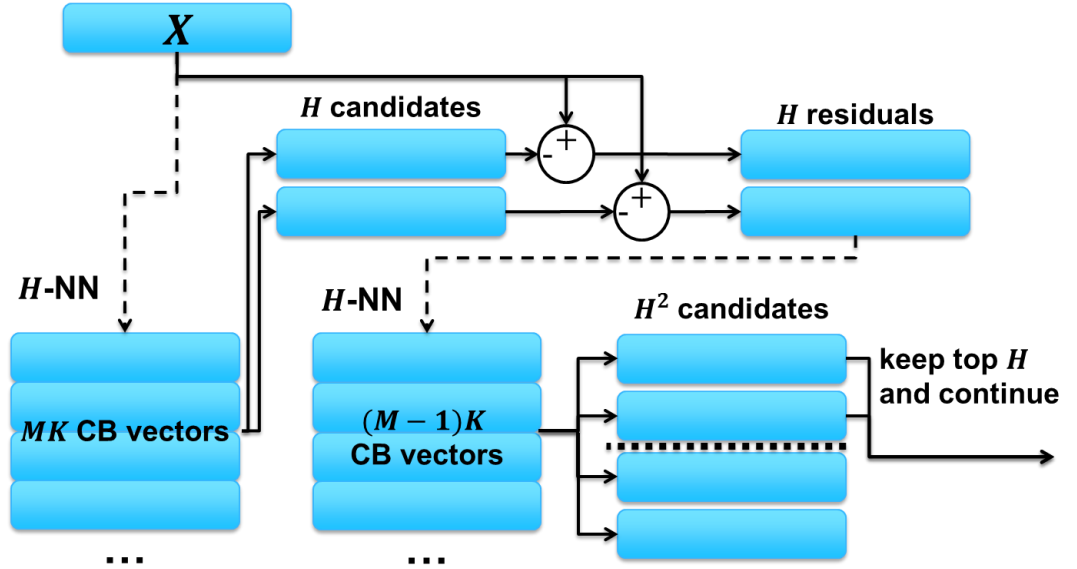 X
H candidates
H residuals
- +
- +
H-NN
H-NN
H² candidates
keep top H
and continue
MK CB vectors
(M − 1)K
CB vectors
...
...